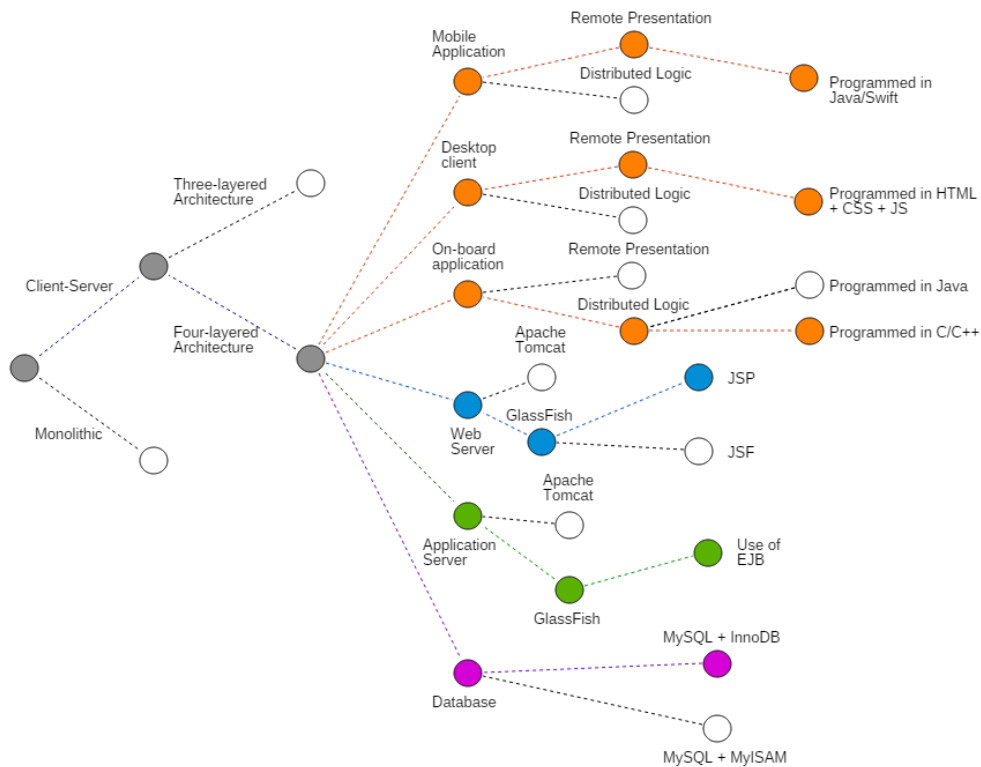 Remote Presentation
Mobile
Application
Distributed Logic
Programmed in
Java/Swift
Remote Presentation
Desktop
client
Distributed Logic
Programmed in HTML
+ CSS + JS
Three-layered
Architecture
Remote Presentation
On-board
application
Client-Server
Programmed in Java
Distributed Logic
Four-layered
Architecture
Programmed in C/C++
Apache
Tomcat
JSP
GlassFish
Web
Server
Monolithic
JSF
Apache
Tomcat
Application
Server
Use of
EJB
GlassFish
MySQL + InnoDB
Database
MySQL + MyISAM